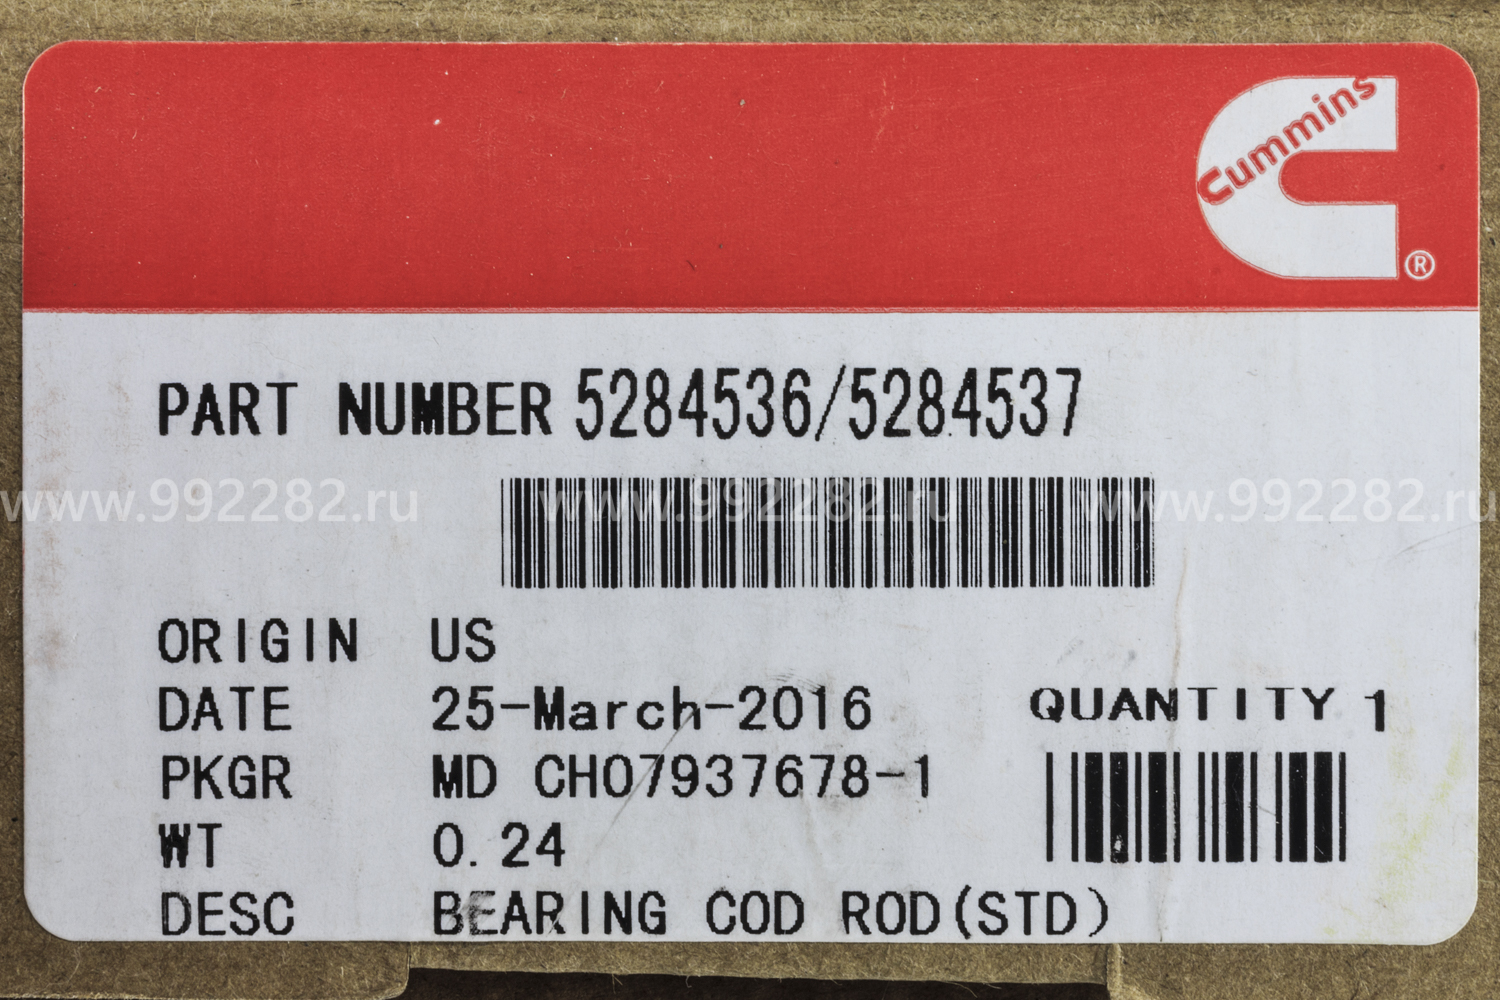 Cummins
®
PART NUMBER 5284536/5284537
www.992282.ru www.992282.ru www.992282.ru
ORIGIN US
DATE 25-March-2016
QUANTITY 1
PKGR MD CH07937678-1
WT 0.24
DESC BEARING COD ROD(STD)